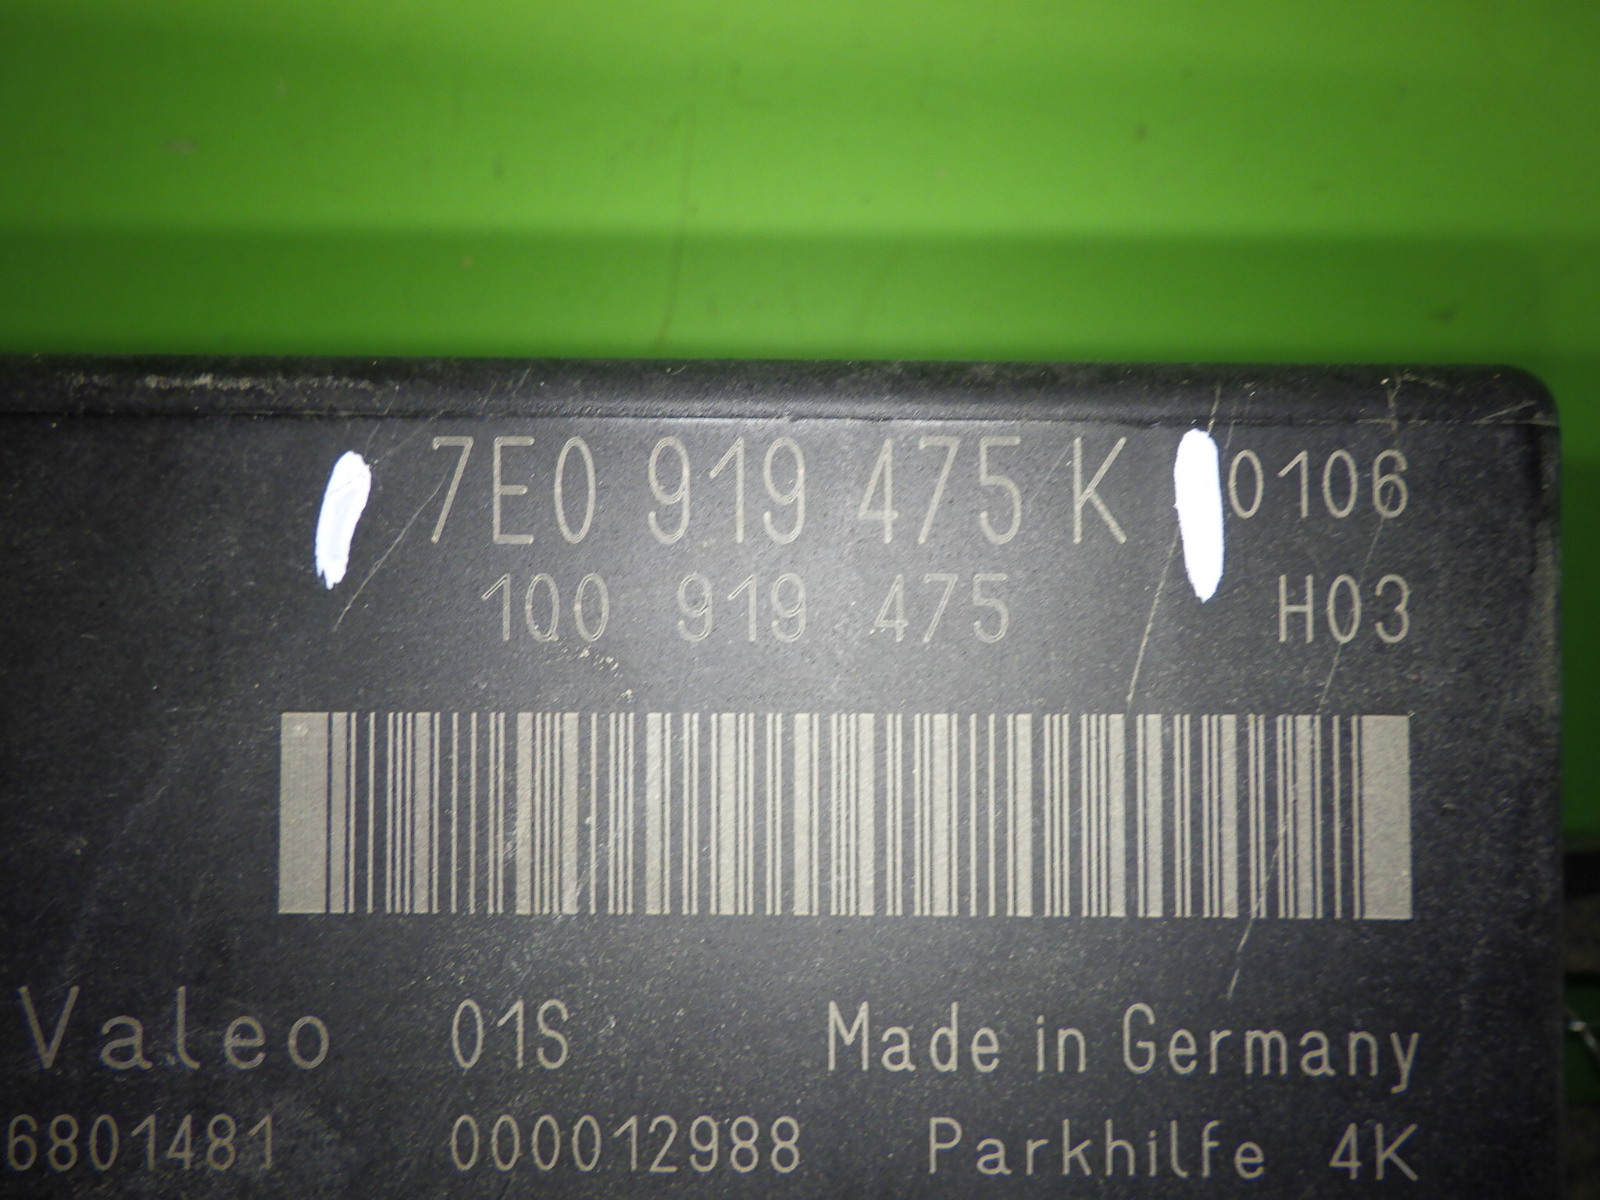 7E0 919 475 K 0106
1Q0 919 475 H03
Valeo 01S Made in Germany
6801481 000012988 Parkhilfe 4K